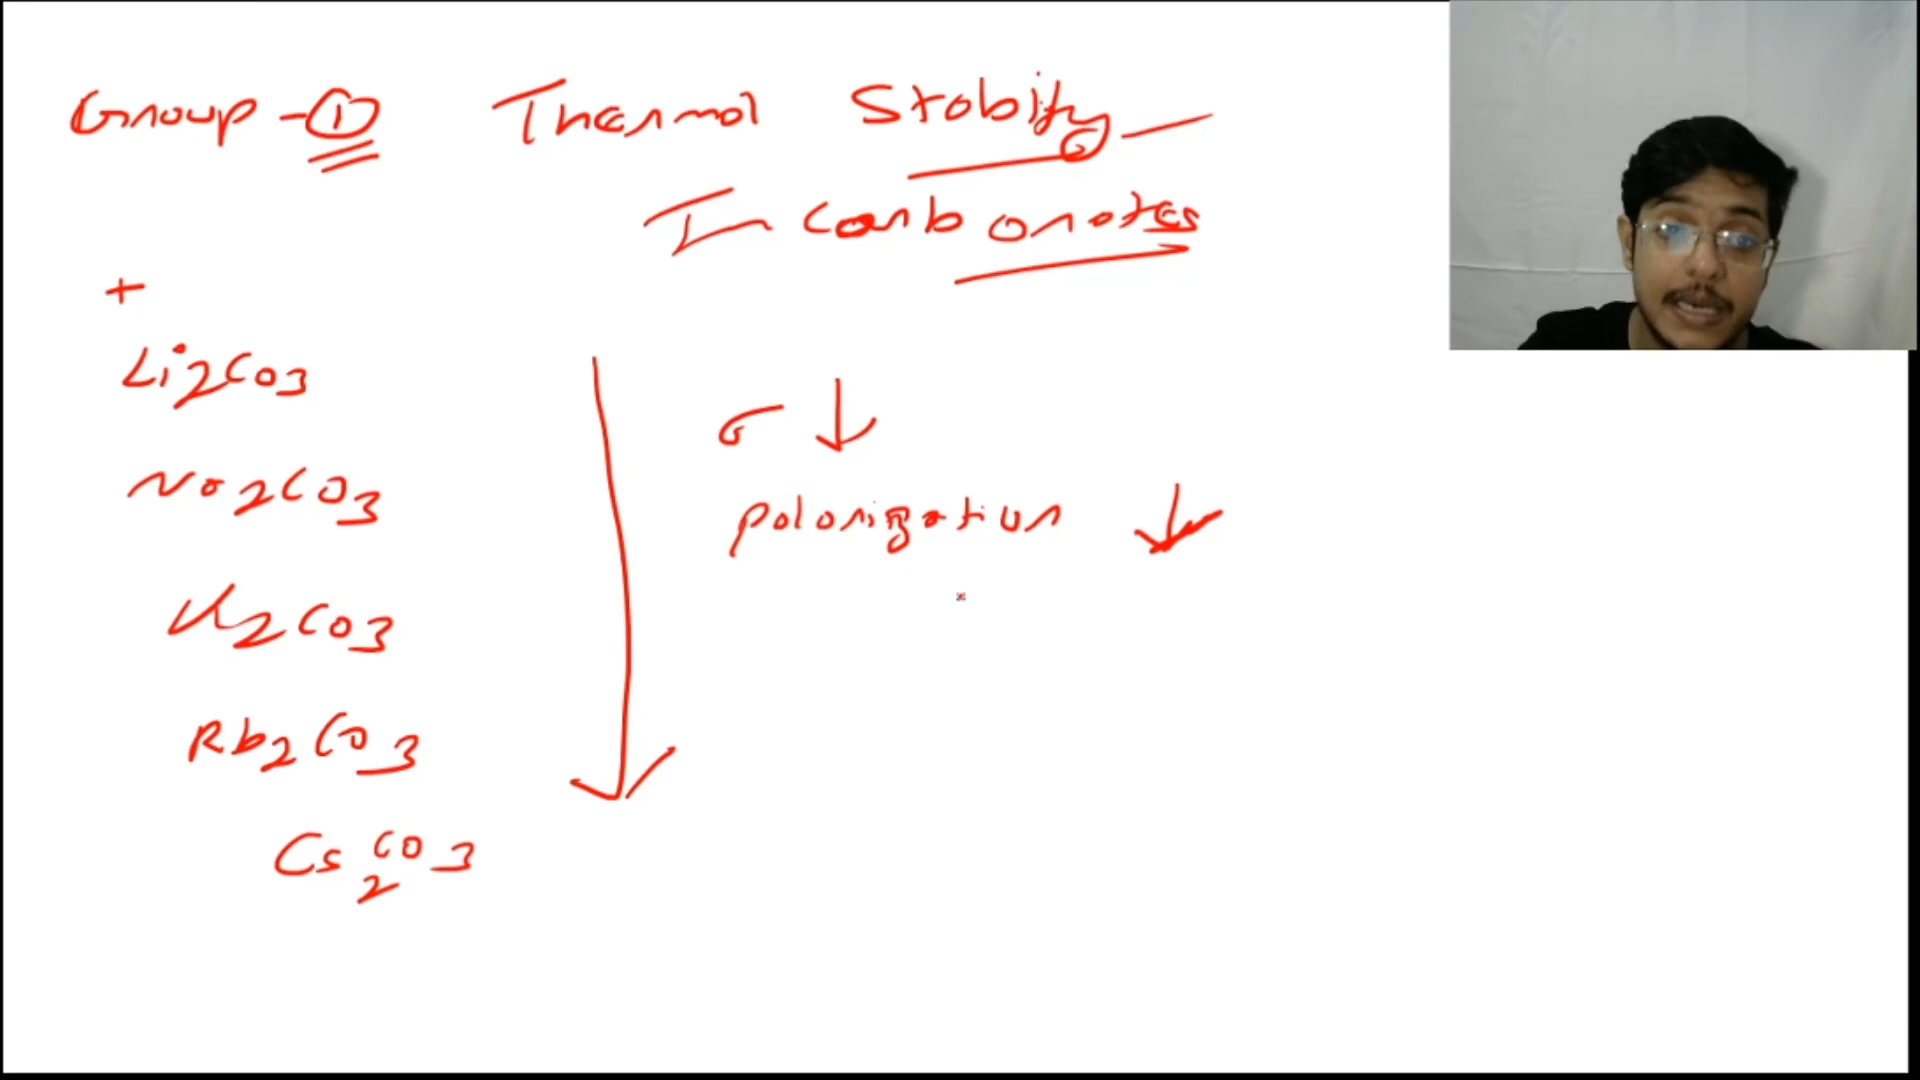 Group - 1 Thermal Stability -
In carbonates
+
Li2CO3
Na2CO3
σ ↓
polarization ↓
K2CO3
Rb2CO3
Cs2CO3